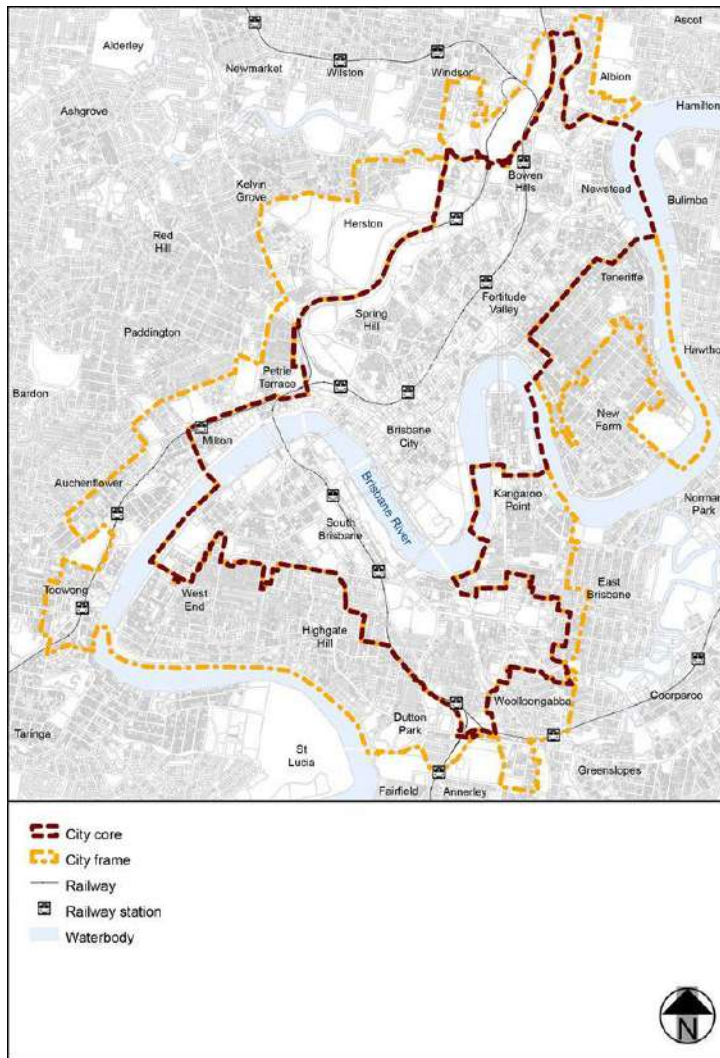 Ascot
Alderley
Newmarket
Wilston
Windsor
Albion
Hamilton
Ashgrove
Bowen
Hills
Kelvin
Grove
Newstead
Bulimba
Herston
Red
Hill
Teneriffe
Fortitude
Valley
Spring
Hill
Paddington
Hawtho
Petrie
Terrace
Bardon
New
Farm
Milton
Brisbane
City
Auchenflower
Kangaroo
Point
Norman
Park
Brisbane River
South
Brisbane
Toowong
West
End
East
Brisbane
Highgate
Hill
Woolloongabba
Coorparoo
Dutton
Park
Taringa
St
Lucia
Greenslopes
Fairfield
Annerley
City core
City frame
Railway
Railway station
Waterbody
N